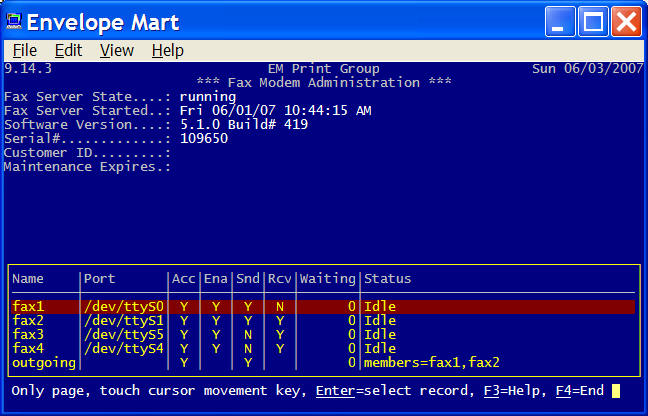 Envelope Mart
File Edit View Help
9.14.3 EM Print Group Sun 06/03/2007
*** Fax Modem Administration ***
Fax Server State....: running
Fax Server Started..: Fri 06/01/07 10:44:15 AM
Software Version....: 5.1.0 Build# 419
Serial#.............: 109650
Customer ID.........:
Maintenance Expires.:
Name |Port |Acc|Ena|Snd|Rcv|Waiting|Status
fax1 |/dev/ttyS0| Y | Y | Y | N | 0|Idle
fax2 |/dev/ttyS1| Y | Y | Y | Y | 0|Idle
fax3 |/dev/ttyS5| Y | Y | N | Y | 0|Idle
fax4 |/dev/ttyS4| Y | Y | N | Y | 0|Idle
outgoing| | Y | | Y | | 0|members=fax1,fax2
Only page, touch cursor movement key, Enter=select record, F3=Help, F4=End